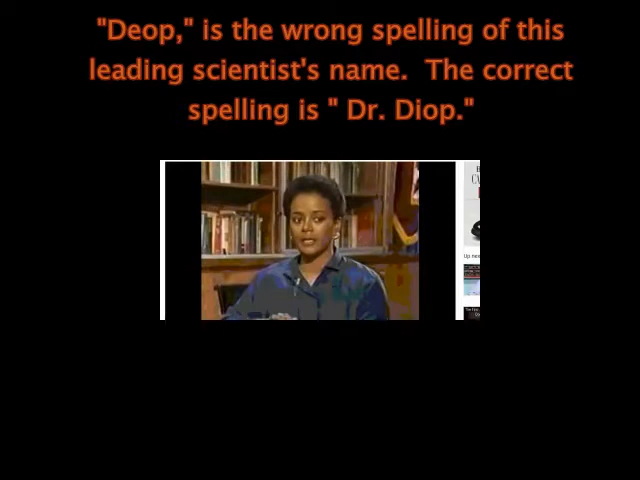 "Deop," is the wrong spelling of this
leading scientist's name.  The correct
spelling is " Dr. Diop."